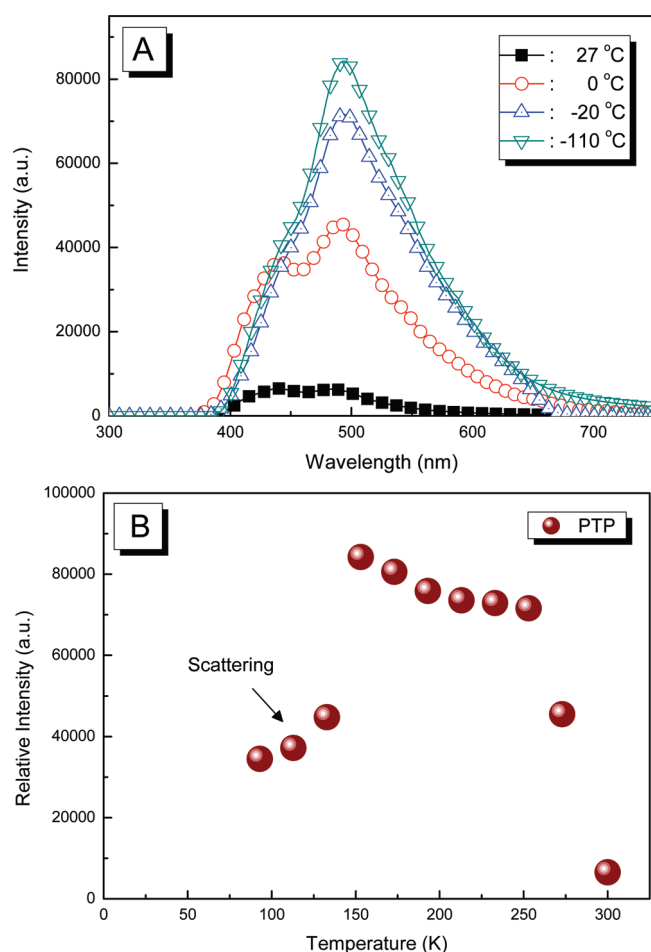 A
: 27 °C
: 0 °C
: -20 °C
: -110 °C
80000
60000
40000
20000
0
Intensity (a.u.)
300 400 500 600 700
Wavelength (nm)
B
PTP
100000
80000
60000
40000
20000
0
Relative Intensity (a.u.)
Scattering
0 50 100 150 200 250 300
Temperature (K)